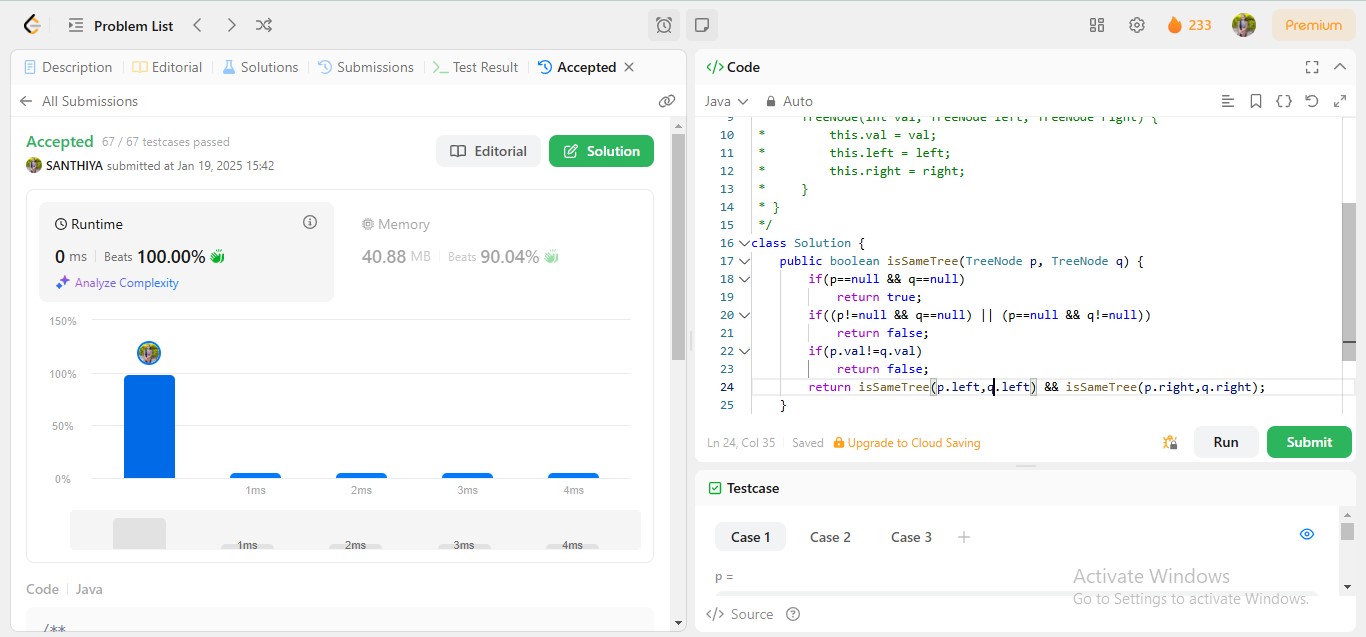 Problem List
233
Premium
Description
Editorial
Solutions
Submissions
Test Result
Accepted
All Submissions
Accepted 67 / 67 testcases passed
SANTHIYA submitted at Jan 19, 2025 15:42
Editorial
Solution
Runtime
0 ms Beats 100.00%
Analyze Complexity
Memory
40.88 MB Beats 90.04%
150%
100%
50%
0%
1ms 2ms 3ms 4ms
1ms 2ms 3ms 4ms
Code Java
/**
</> Code
Java Auto
9 TreeNode(int val, TreeNode left, TreeNode right) {
10 * this.val = val;
11 * this.left = left;
12 * this.right = right;
13 * }
14 * }
15 */
16 class Solution {
17 public boolean isSameTree(TreeNode p, TreeNode q) {
18 if(p==null && q==null)
19 return true;
20 if((p!=null && q==null) || (p==null && q!=null))
21 return false;
22 if(p.val!=q.val)
23 return false;
24 return isSameTree(p.left,q.left) && isSameTree(p.right,q.right);
25 }
Ln 24, Col 35 Saved Upgrade to Cloud Saving
Run
Submit
Testcase
Case 1 Case 2 Case 3 +
p =
Activate Windows
Go to Settings to activate Windows.
</> Source ?